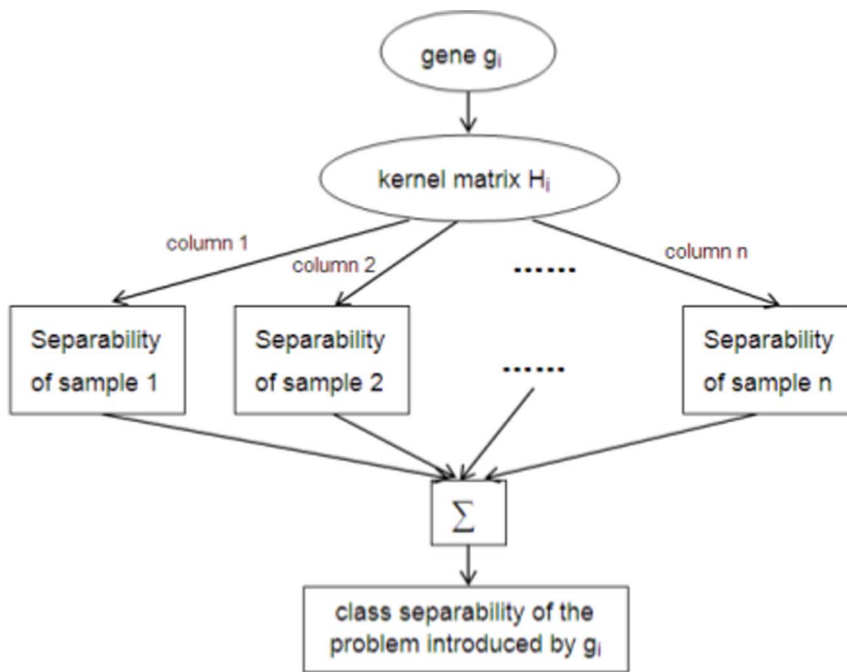 gene gᵢ
kernel matrix Hᵢ
column 1
column 2
column n
......
Separability
of sample 1
Separability
of sample 2
......
Separability
of sample n
∑
class separability of the
problem introduced by gᵢ